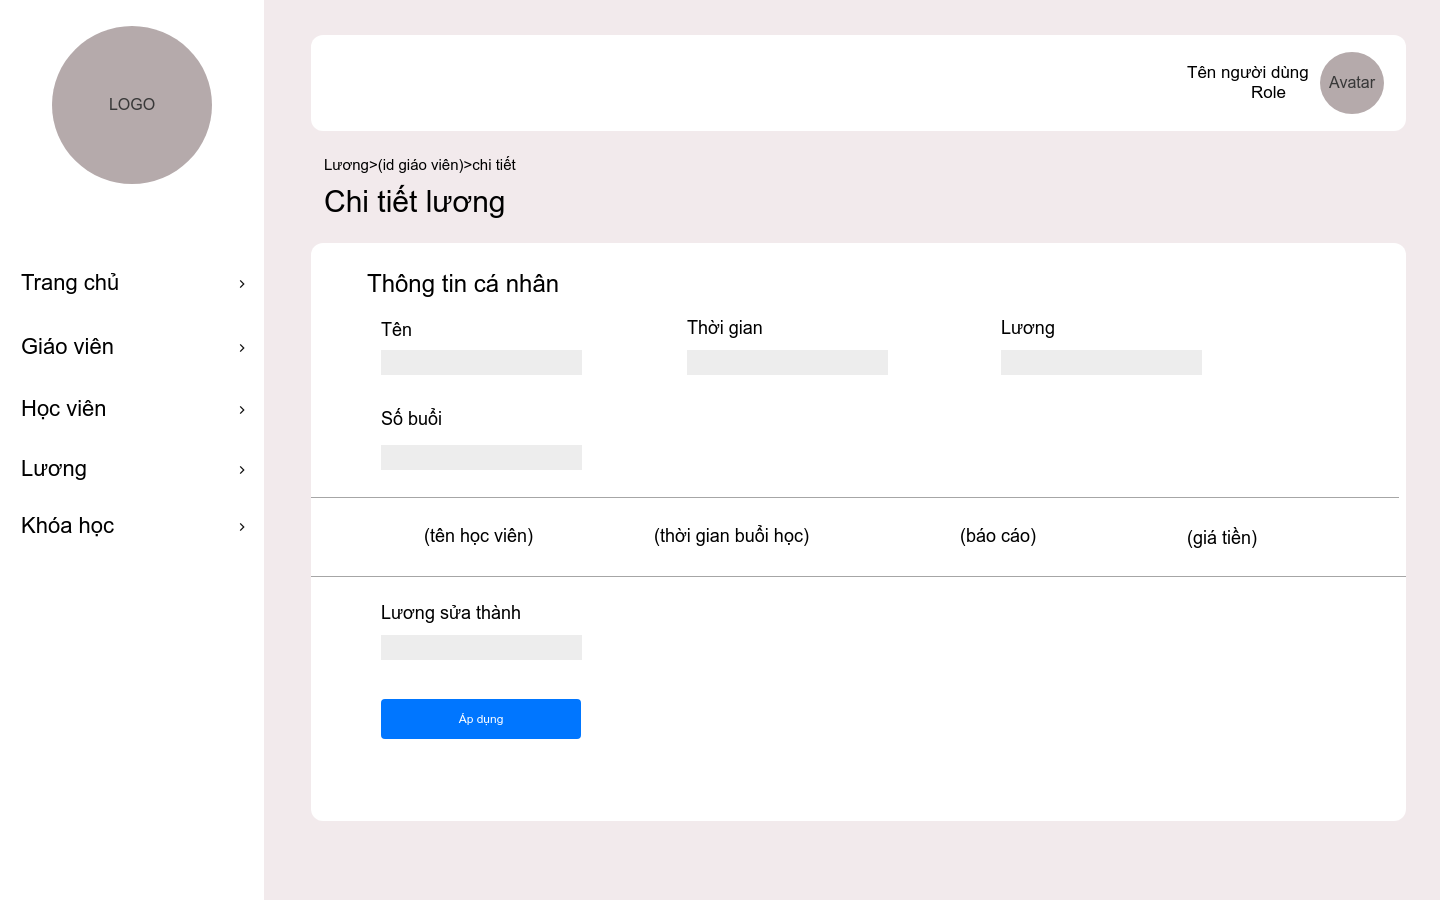 LOGO
Trang chủ
Giáo viên
Học viên
Lương
Khóa học
Tên người dùng
Role
Avatar
Lương>(id giáo viên)>chi tiết
Chi tiết lương
Thông tin cá nhân
Tên
Thời gian
Lương
Số buổi
(tên học viên)
(thời gian buổi học)
(báo cáo)
(giá tiền)
Lương sửa thành
Áp dụng